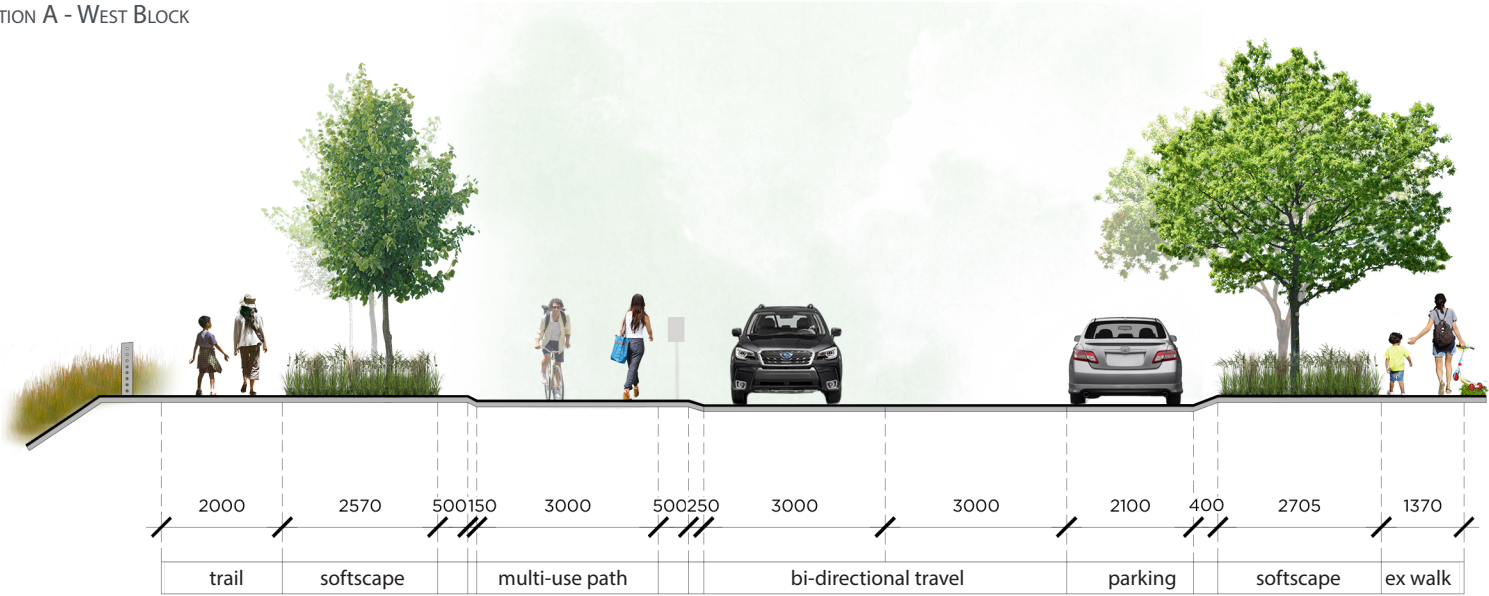 TION A - WEST BLOCK
2000 2570 500 150 3000 500 250 3000 3000 2100 400 2705 1370
trail softscape multi-use path bi-directional travel parking softscape ex walk